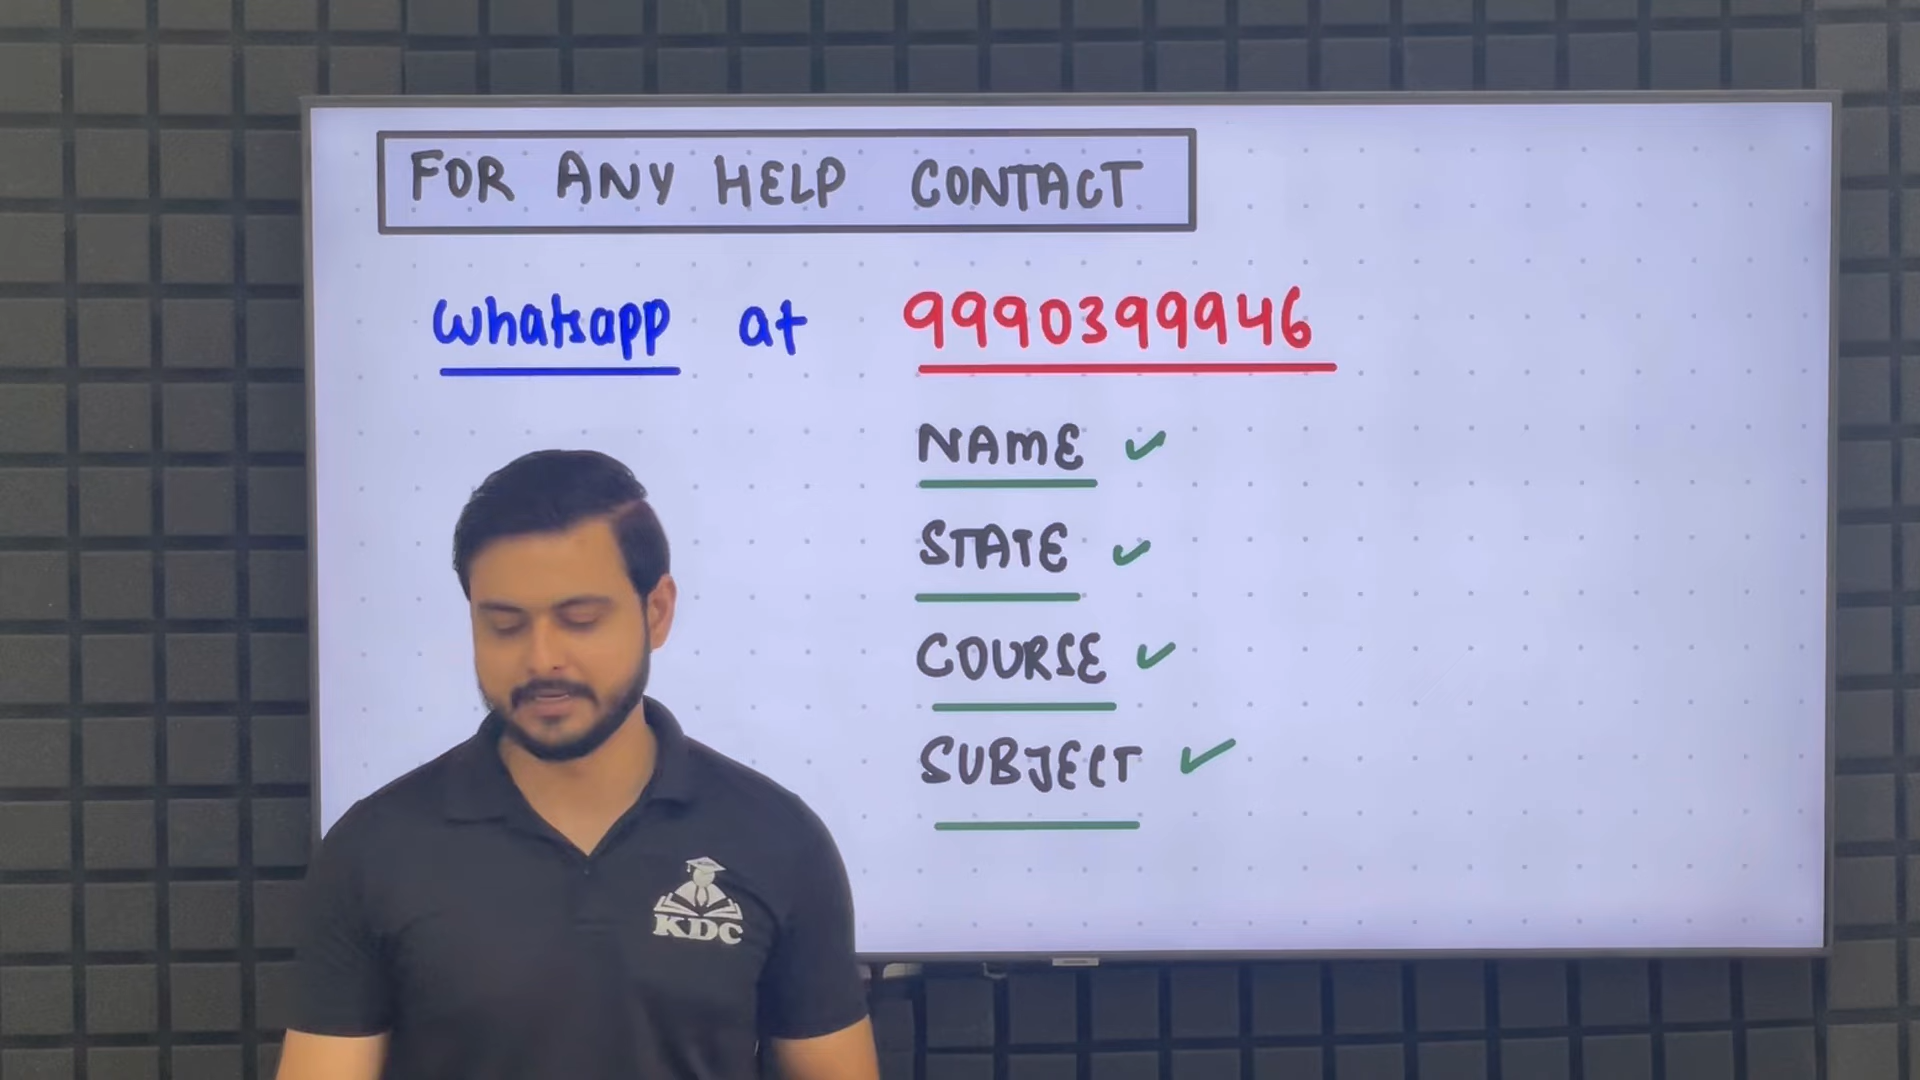 FOR ANY HELP CONTACT
Whatsapp at 9990399946
NAME ✓
STATE ✓
COURSE ✓
SUBJECT ✓
KDC